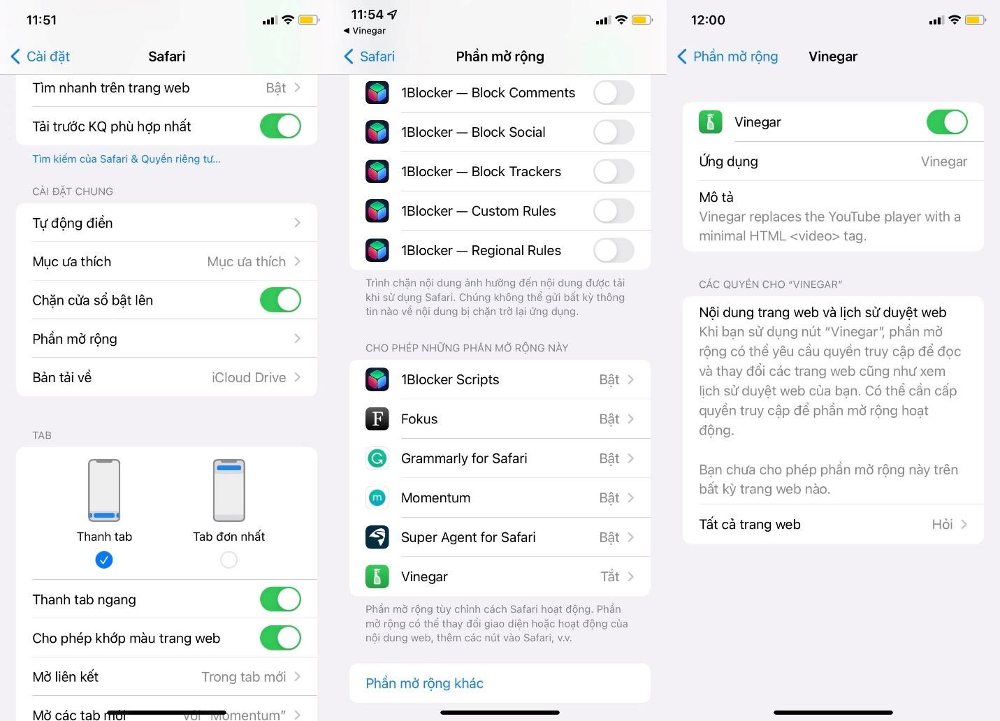 11:51
Cài đặt
Safari
Tìm nhanh trên trang web
Bật
Tải trước KQ phù hợp nhất
Tìm kiếm của Safari & Quyền riêng tư...
CÀI ĐẶT CHUNG
Tự động điền
Mục ưa thích
Mục ưa thích
Chặn cửa sổ bật lên
Phần mở rộng
Bản tải về
iCloud Drive
TAB
Thanh tab
Tab đơn nhất
Thanh tab ngang
Cho phép khớp màu trang web
Mở liên kết
Trong tab mới
Mở các tab mới
Với "Momentum"
11:54
Vinegar
Safari
Phần mở rộng
1Blocker — Block Comments
1Blocker — Block Social
1Blocker — Block Trackers
1Blocker — Custom Rules
1Blocker — Regional Rules
Trình chặn nội dung ảnh hưởng đến nội dung được tải
khi sử dụng Safari. Chúng không thể gửi bất kỳ thông
tin nào về nội dung bị chặn trở lại ứng dụng.
CHO PHÉP NHỮNG PHẦN MỞ RỘNG NÀY
1Blocker Scripts
Bật
F
Fokus
Bật
G
Grammarly for Safari
Bật
m
Momentum
Bật
Super Agent for Safari
Bật
Vinegar
Tắt
Phần mở rộng tùy chỉnh cách Safari hoạt động. Phần
mở rộng có thể thay đổi giao diện hoặc hoạt động của
nội dung web, thêm các nút vào Safari, v.v.
Phần mở rộng khác
12:00
Phần mở rộng
Vinegar
Vinegar
Ứng dụng
Vinegar
Mô tả
Vinegar replaces the YouTube player with a
minimal HTML <video> tag.
CÁC QUYỀN CHO "VINEGAR"
Nội dung trang web và lịch sử duyệt web
Khi bạn sử dụng nút "Vinegar", phần mở
rộng có thể yêu cầu quyền truy cập để đọc
và thay đổi các trang web cũng như xem
lịch sử duyệt web của bạn. Có thể cần cấp
quyền truy cập để phần mở rộng hoạt
động.
Bạn chưa cho phép phần mở rộng này trên
bất kỳ trang web nào.
Tất cả trang web
Hỏi